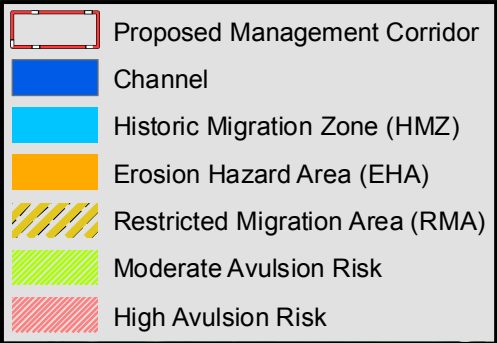 Proposed Management Corridor
Channel
Historic Migration Zone (HMZ)
Erosion Hazard Area (EHA)
Restricted Migration Area (RMA)
Moderate Avulsion Risk
High Avulsion Risk